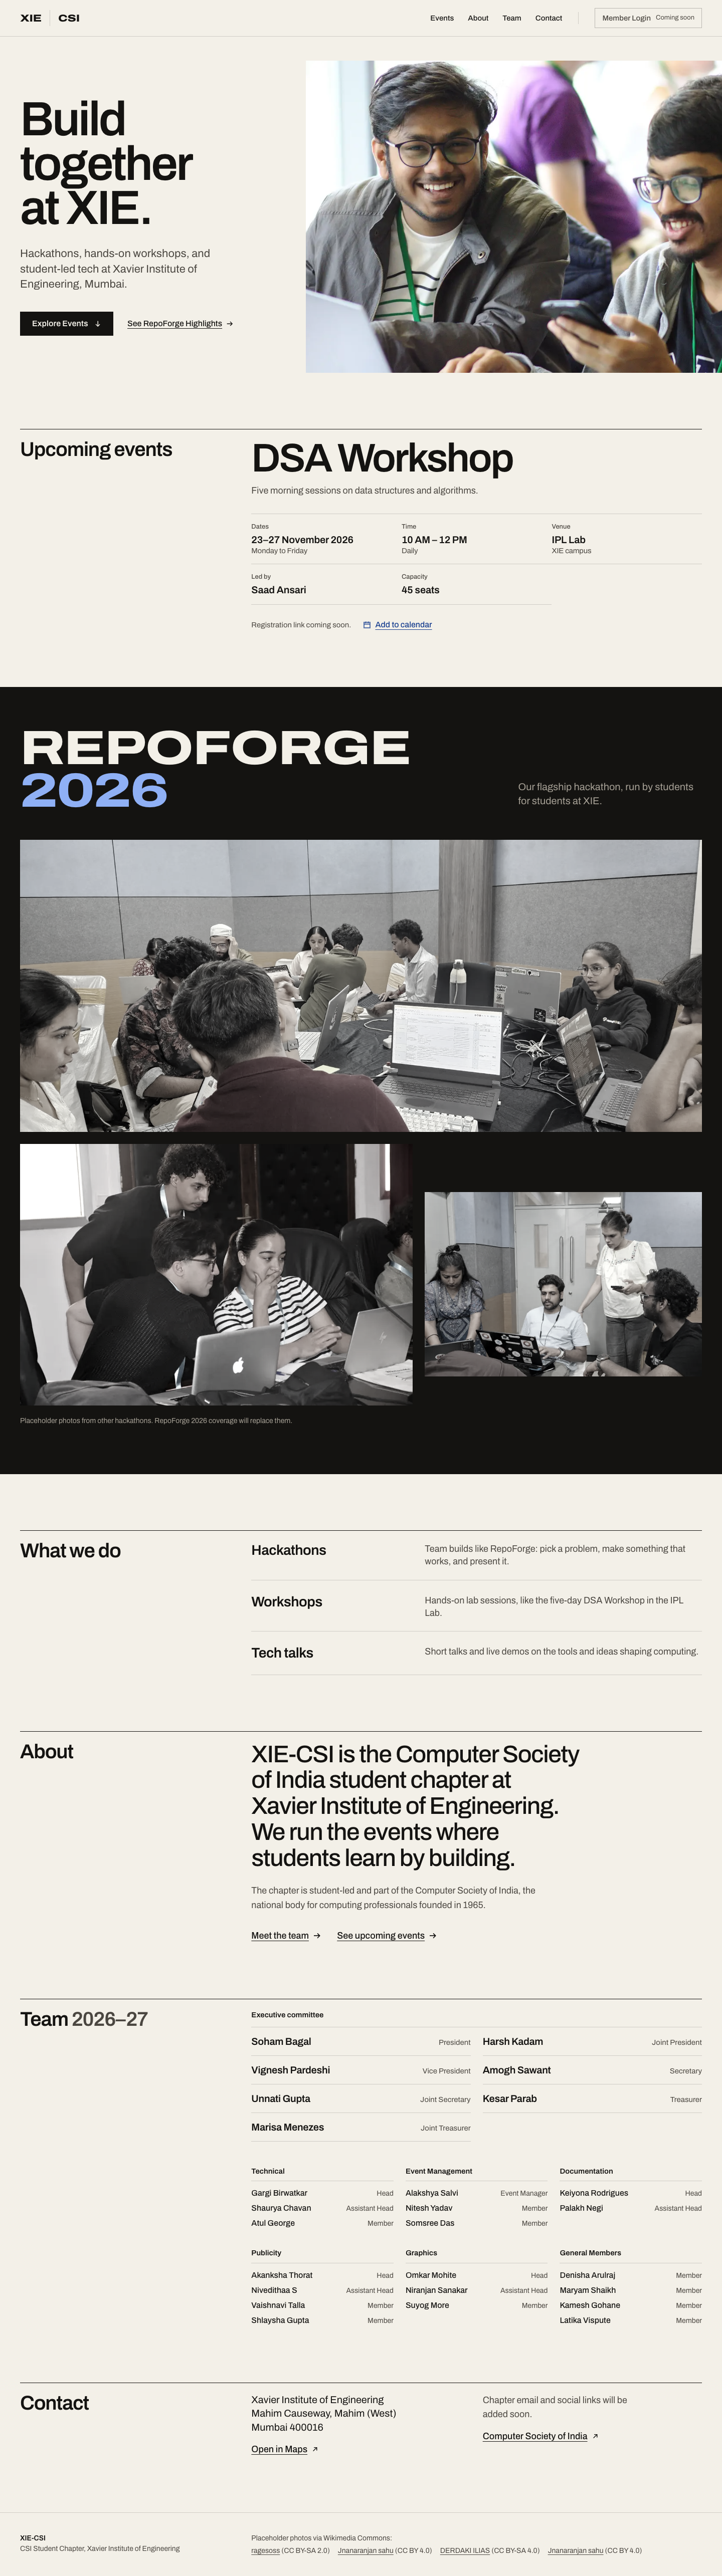 XIE CSI
Events About Team Contact Member Login Coming soon
Build
together
at XIE.
Hackathons, hands-on workshops, and
student-led tech at Xavier Institute of
Engineering, Mumbai.
Explore Events ↓ See RepoForge Highlights →
Upcoming events
DSA Workshop
Five morning sessions on data structures and algorithms.
Dates Time Venue
23–27 November 2026 10 AM – 12 PM IPL Lab
Monday to Friday Daily XIE campus
Led by Capacity
Saad Ansari 45 seats
Registration link coming soon. Add to calendar
REPOFORGE
2026
Our flagship hackathon, run by students
for students at XIE.
Placeholder photos from other hackathons. RepoForge 2026 coverage will replace them.
What we do
Hackathons
Team builds like RepoForge: pick a problem, make something that
works, and present it.
Workshops
Hands-on lab sessions, like the five-day DSA Workshop in the IPL
Lab.
Tech talks
Short talks and live demos on the tools and ideas shaping computing.
About
XIE-CSI is the Computer Society
of India student chapter at
Xavier Institute of Engineering.
We run the events where
students learn by building.
The chapter is student-led and part of the Computer Society of India, the
national body for computing professionals founded in 1965.
Meet the team → See upcoming events →
Team 2026–27
Executive committee
Soham Bagal President Harsh Kadam Joint President
Vignesh Pardeshi Vice President Amogh Sawant Secretary
Unnati Gupta Joint Secretary Kesar Parab Treasurer
Marisa Menezes Joint Treasurer
Technical Event Management Documentation
Gargi Birwatkar Head Alakshya Salvi Event Manager Keiyona Rodrigues Head
Shaurya Chavan Assistant Head Nitesh Yadav Member Palakh Negi Assistant Head
Atul George Member Somsree Das Member
Publicity Graphics General Members
Akanksha Thorat Head Omkar Mohite Head Denisha Arulraj Member
Nivedithaa S Assistant Head Niranjan Sanakar Assistant Head Maryam Shaikh Member
Vaishnavi Talla Member Suyog More Member Kamesh Gohane Member
Shlaysha Gupta Member Latika Vispute Member
Contact
Xavier Institute of Engineering
Mahim Causeway, Mahim (West)
Mumbai 400016
Open in Maps ↗
Chapter email and social links will be
added soon.
Computer Society of India ↗
XIE-CSI
CSI Student Chapter, Xavier Institute of Engineering
Placeholder photos via Wikimedia Commons:
ragesoss (CC BY-SA 2.0) Jnanaranjan sahu (CC BY 4.0) DERDAKI ILIAS (CC BY-SA 4.0) Jnanaranjan sahu (CC BY 4.0)